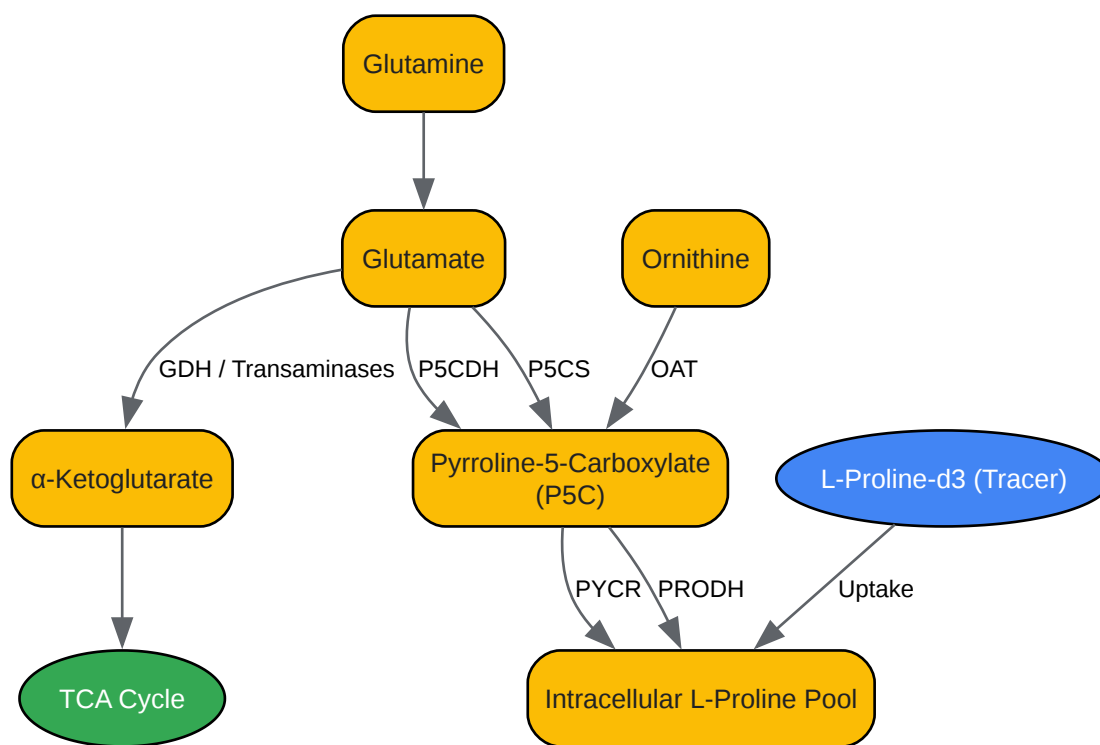 Glutamine
Glutamate
Ornithine
GDH / Transaminases
P5CDH
P5CS
OAT
α-Ketoglutarate
Pyrroline-5-Carboxylate
(P5C)
L-Proline-d3 (Tracer)
PYCR
PRODH
Uptake
TCA Cycle
Intracellular L-Proline Pool